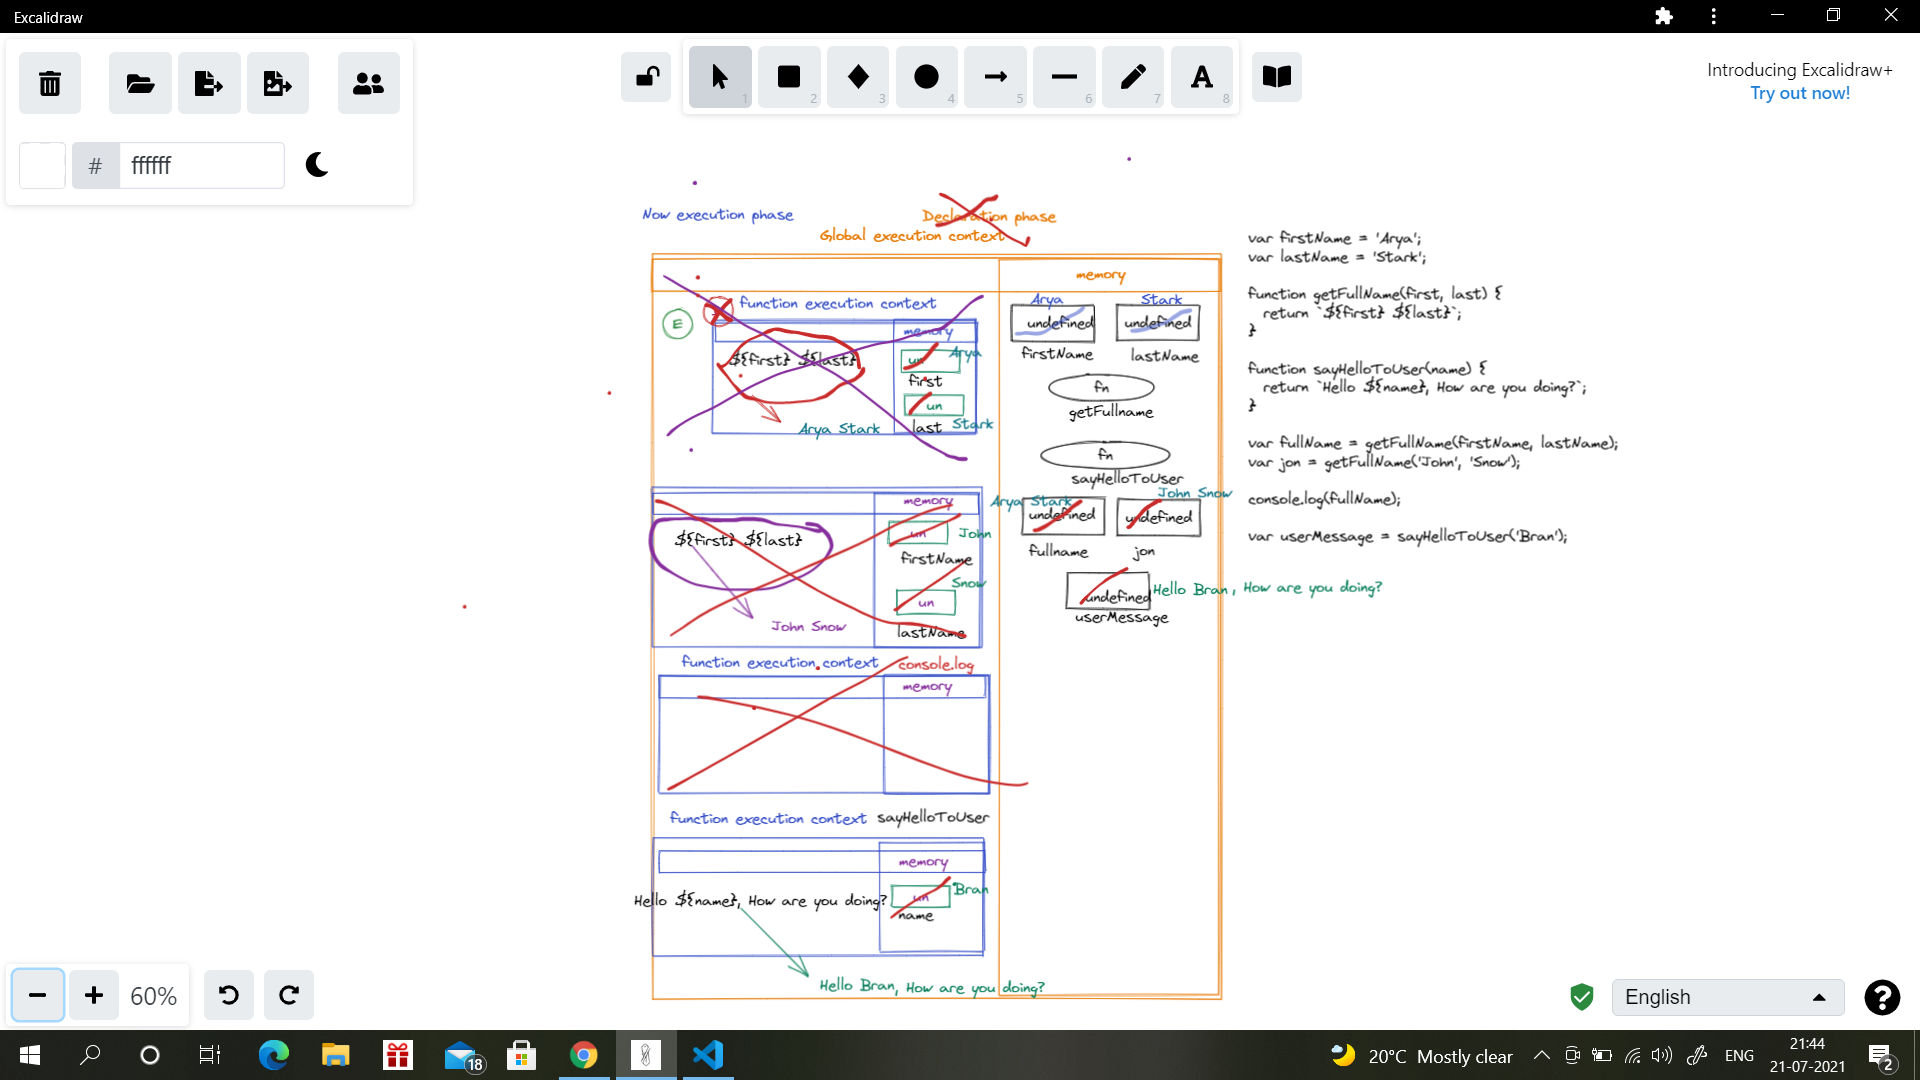 Excalidraw
1
2
3
4
5
6
7
8
Introducing Excalidraw+
Try out now!
# ffffff
Now execution phase
Declaration phase
Global execution context
memory
function execution context
E
memory
${first} ${last}
un
Arya
first
un
last
Stark
Arya Stark
Arya
undefined
firstName
Stark
undefined
lastName
fn
getFullname
fn
sayHelloToUser
memory
${first} ${last}
un
John
firstName
Snow
un
lastName
John Snow
Arya Stark
undefined
fullname
John Snow
undefined
jon
undefined
Hello Bran, How are you doing?
userMessage
function execution context
console.log
memory
function execution context sayHelloToUser
memory
Hello ${name}, How are you doing?
un
Bran
name
Hello Bran, How are you doing?
var firstName = 'Arya';
var lastName = 'Stark';
function getFullName(first, last) {
return `${first} ${last}`;
}
function sayHelloToUser(name) {
return `Hello ${name}, How are you doing?`;
}
var fullName = getFullName(firstName, lastName);
var jon = getFullName('John', 'Snow');
console.log(fullName);
var userMessage = sayHelloToUser('Bran');
60%
English
18
20°C Mostly clear
ENG
21:44
21-07-2021
2